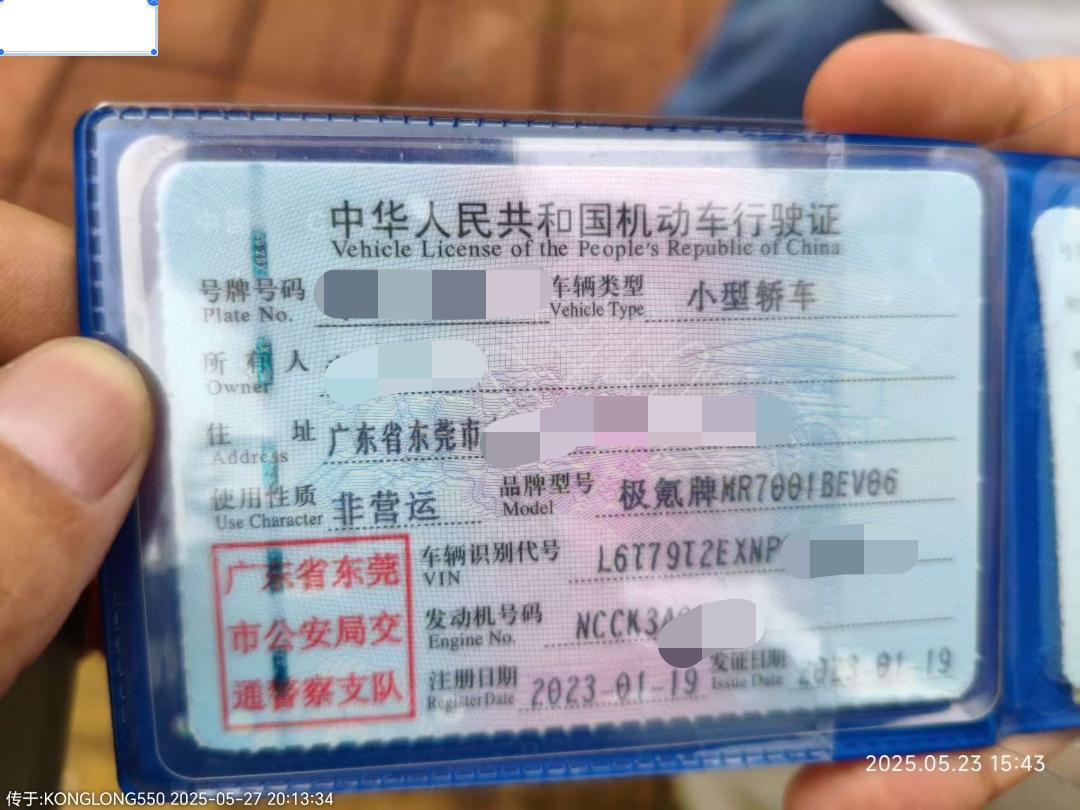 中华人民共和国机动车行驶证
Vehicle License of the People's Republic of China
号牌号码
Plate No.
车辆类型 小型轿车
Vehicle Type
所有人
Owner
住址 广东省东莞市
Address
使用性质 非营运
Use Character
品牌型号 极氪牌MR7001BEV06
Model
广东省东莞
市公安局交
通警察支队
车辆识别代号 L6T79T2EXNP
VIN
发动机号码 NCCK3A
Engine No.
注册日期 2023-01-19
Register Date
发证日期 2023-01-19
Issue Date
2025.05.23 15:43
传于:KONGLONG550 2025-05-27 20:13:34